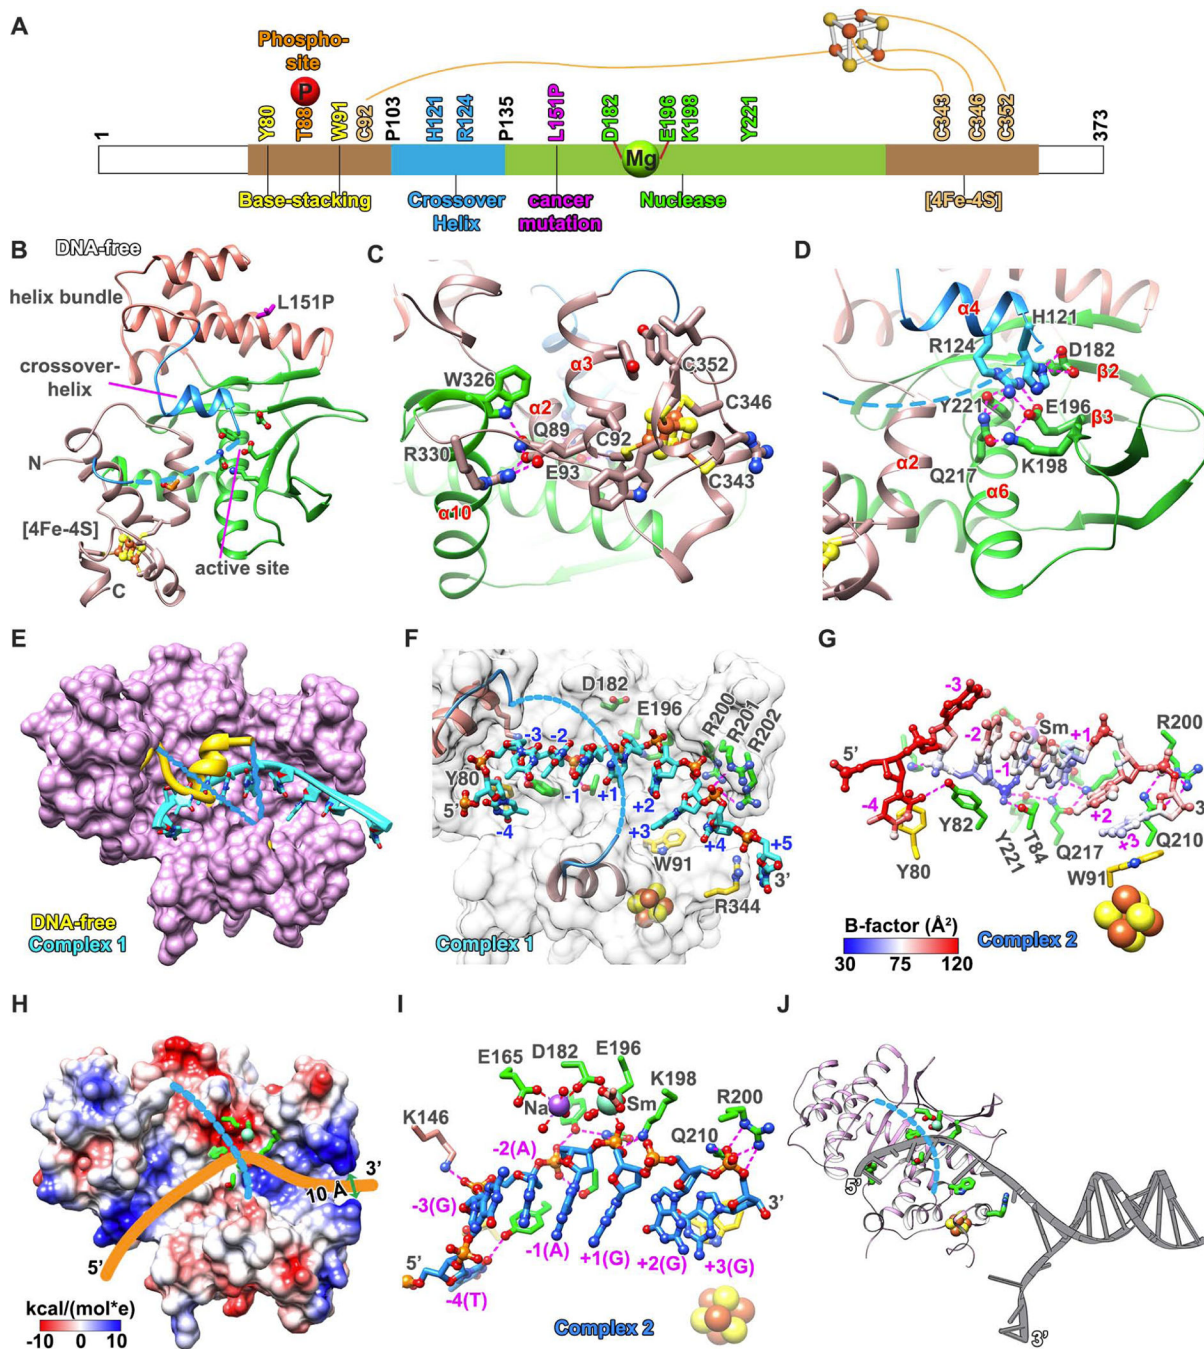 A
Phospho-
site
P
Y80
T88
W91
C92
P103
H121
R124
P135
L151P
D182
E196
K198
Y221
C343
C346
C352
1
373
Mg
Base-stacking
Crossover
Helix
cancer
mutation
Nuclease
[4Fe-4S]
B
DNA-free
helix bundle
L151P
crossover-
helix
N
[4Fe-4S]
C
active site
C
W326
α3
C352
α2
Q89
C346
R330
C92
E93
C343
α10
D
α4
H121
R124
D182
β2
Y221
E196
β3
α2
K198
Q217
α6
E
DNA-free
Complex 1
F
D182
R200
R201
R202
E196
-3
-2
Y80
5'
-1
+1
+2
-4
+3
+4
+5
W91
3'
R344
Complex 1
G
-3
Sm
+1
R200
5'
-2
-1
3'
-4
+2
+3
Y82
Y221
T84
Q217
Q210
Y80
W91
B-factor (Å²)
30 75 120
Complex 2
H
3'
10 Å
5'
kcal/(mol*e)
-10 0 10
I
E165
D182
E196
K198
Na
Sm
R200
K146
Q210
-2(A)
-3(G)
3'
5'
-1(A)
+1(G)
+2(G)
+3(G)
-4(T)
Complex 2
J
5'
3'